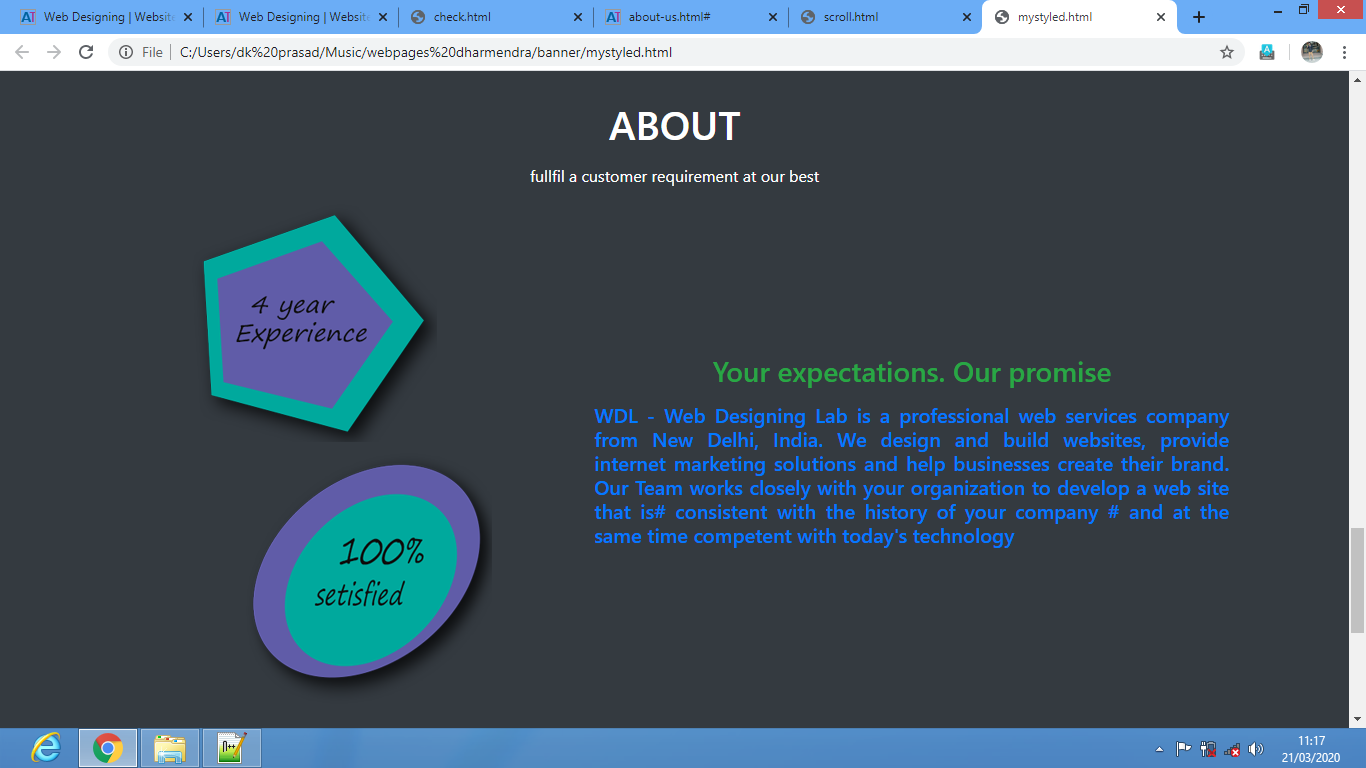 Web Designing | Website
Web Designing | Website
check.html
about-us.html#
scroll.html
mystyled.html
File
C:/Users/dk%20prasad/Music/webpages%20dharmendra/banner/mystyled.html
ABOUT
fullfil a customer requirement at our best
4 year
Experience
100%
setisfied
Your expectations. Our promise
WDL - Web Designing Lab is a professional web services company
from New Delhi, India. We design and build websites, provide
internet marketing solutions and help businesses create their brand.
Our Team works closely with your organization to develop a web site
that is# consistent with the history of your company # and at the
same time competent with today's technology
11:17
21/03/2020